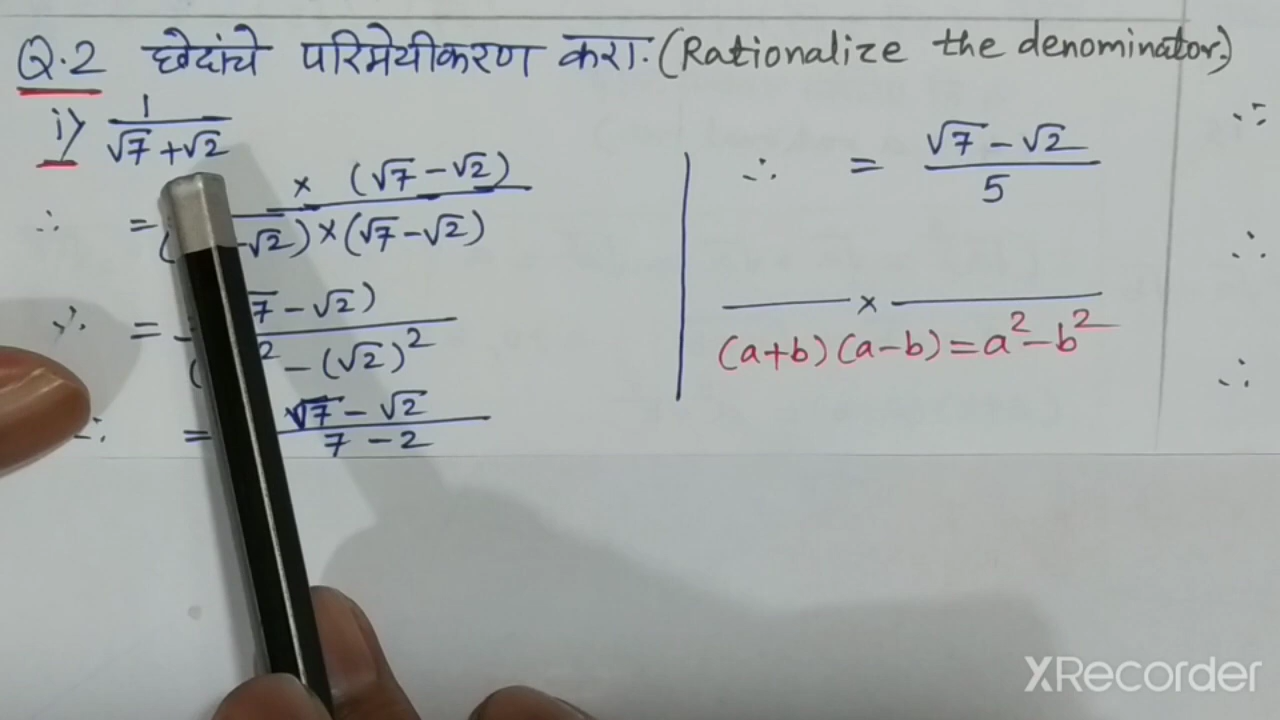 Q.2 छेदांचे परिमेयीकरण करा. (Rationalize the denominator.)
i) 1
√7 +√2
× (√7 -√2)
∴ = ( -√2) × (√7 -√2)
∴ = 7 - √2)
( 2 - (√2)2
∴ = √7 - √2
7 - 2
∴ = √7 - √2
5
×
(a+b) (a-b) = a2 - b2
∴
∴
∴
XRecorder